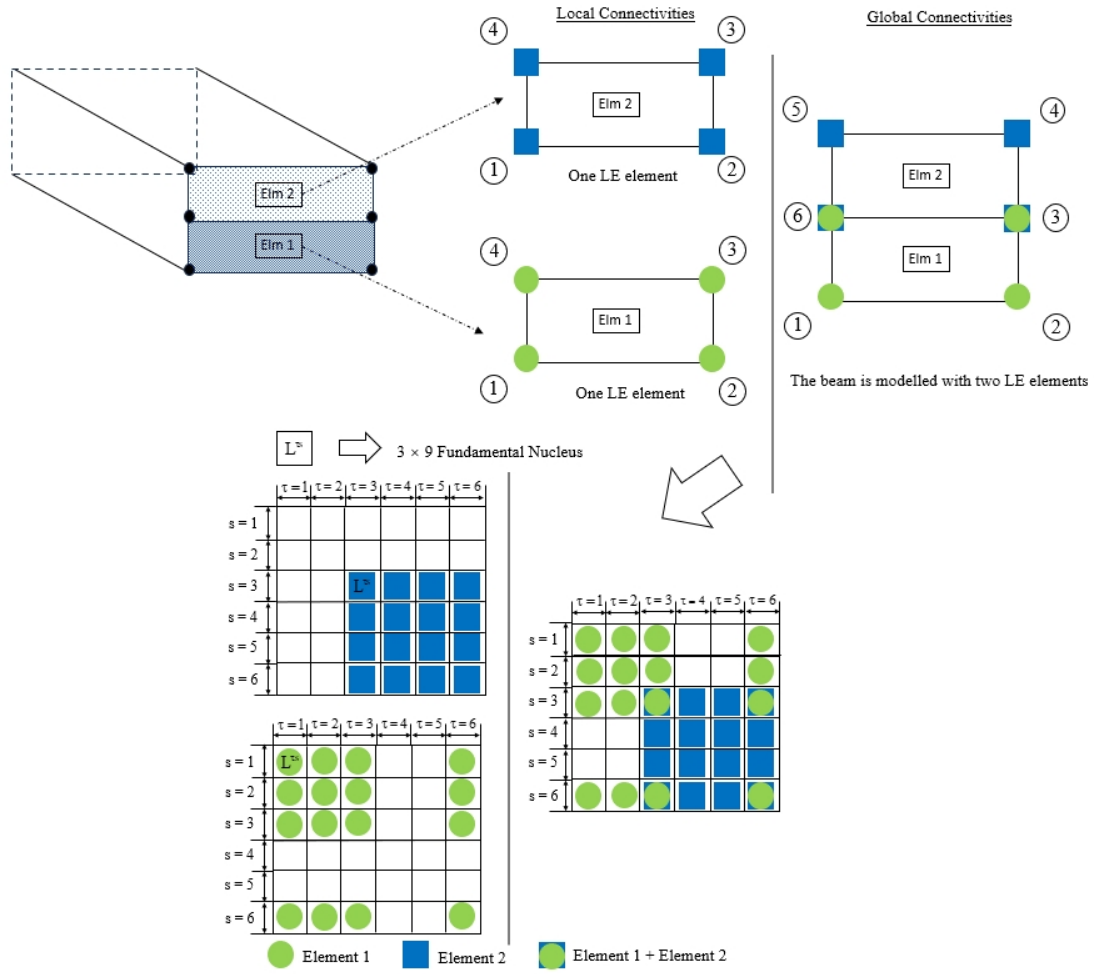 Local Connectivities
Global Connectivities
4 3
Elm 2
1 2
One LE element
Elm 2
Elm 1
4 3
Elm 1
1 2
One LE element
5 4
Elm 2
6 3
Elm 1
1 2
The beam is modelled with two LE elements
L^τs 3 × 9 Fundamental Nucleus
τ=1 τ=2 τ=3 τ=4 τ=5 τ=6
s = 1
s = 2
s = 3 L^τs
s = 4
s = 5
s = 6
τ=1 τ=2 τ=3 τ=4 τ=5 τ=6
s = 1 L^τs
s = 2
s = 3
s = 4
s = 5
s = 6
τ=1 τ=2 τ=3 τ-4 τ=5 τ=6
s = 1
s = 2
s = 3
s = 4
s = 5
s = 6
Element 1 Element 2 Element 1 + Element 2